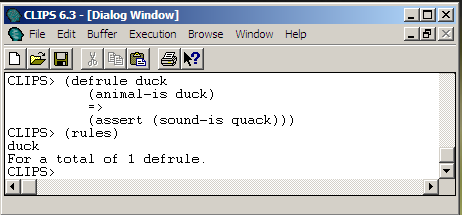 CLIPS 6.3 - [Dialog Window]
File Edit Buffer Execution Browse Window Help
CLIPS> (defrule duck
(animal-is duck)
=>
(assert (sound-is quack)))
CLIPS> (rules)
duck
For a total of 1 defrule.
CLIPS>